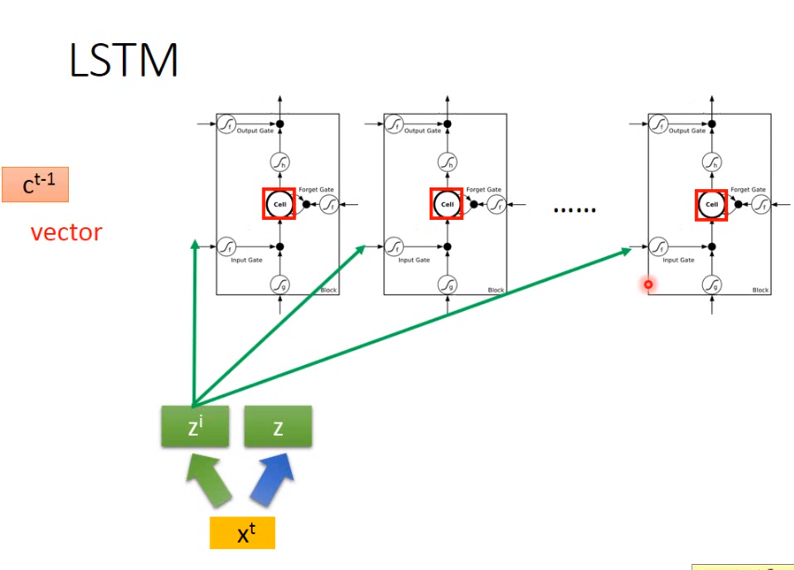 LSTM
c^t-1
vector
Output Gate
Output Gate
Output Gate
h
h
h
Forget Gate
Forget Gate
Forget Gate
Cell
Cell
Cell
f
f
f
f
f
f
f
f
f
......
Input Gate
Input Gate
Input Gate
g
g
g
Block
Block
Block
z^i
z
x^t